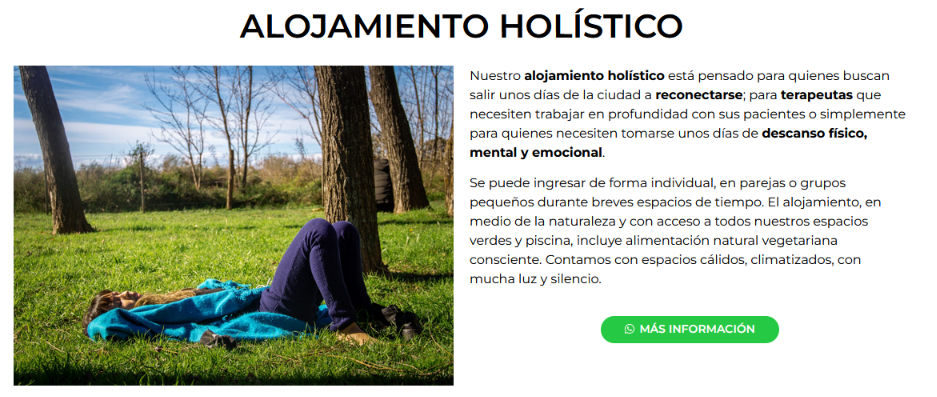 ALOJAMIENTO HOLÍSTICO
Nuestro alojamiento holístico está pensado para quienes buscan
salir unos días de la ciudad a reconectarse; para terapeutas que
necesiten trabajar en profundidad con sus pacientes o simplemente
para quienes necesiten tomarse unos días de descanso físico,
mental y emocional.
Se puede ingresar de forma individual, en parejas o grupos
pequeños durante breves espacios de tiempo. El alojamiento, en
medio de la naturaleza y con acceso a todos nuestros espacios
verdes y piscina, incluye alimentación natural vegetariana
consciente. Contamos con espacios cálidos, climatizados, con
mucha luz y silencio.
MÁS INFORMACIÓN